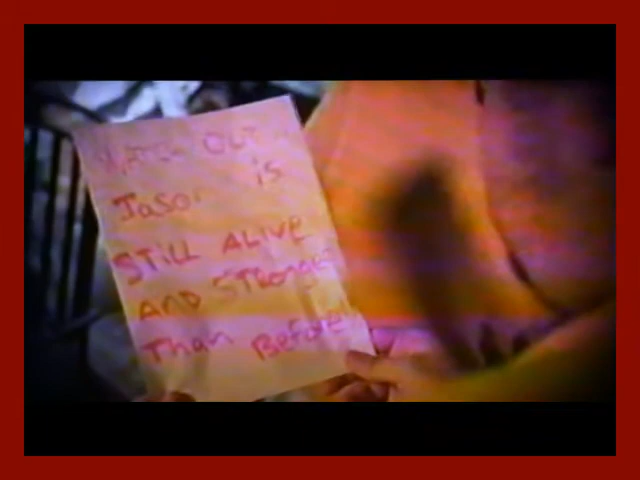 WATCH OUT
Jason is
STILL ALIVE
AND STRONGER
Than Before